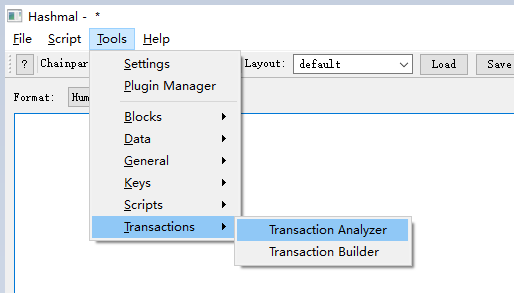 Hashmal - *
File Script Tools Help
? Chainpar Layout: default Load Save
Settings
Plugin Manager
Format: Hum
Blocks
Data
General
Keys
Scripts
Transactions
Transaction Analyzer
Transaction Builder